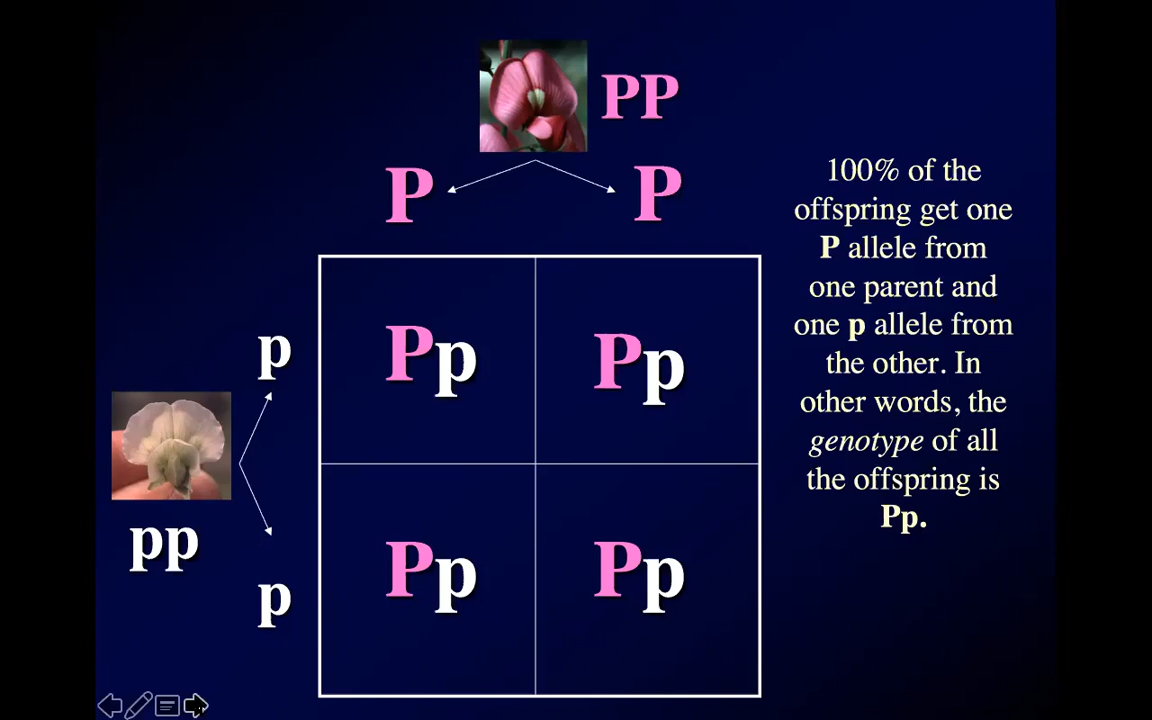 PP
P P
p
Pp Pp
pp
p
Pp Pp
100% of the
offspring get one
P allele from
one parent and
one p allele from
the other. In
other words, the
genotype of all
the offspring is
Pp.